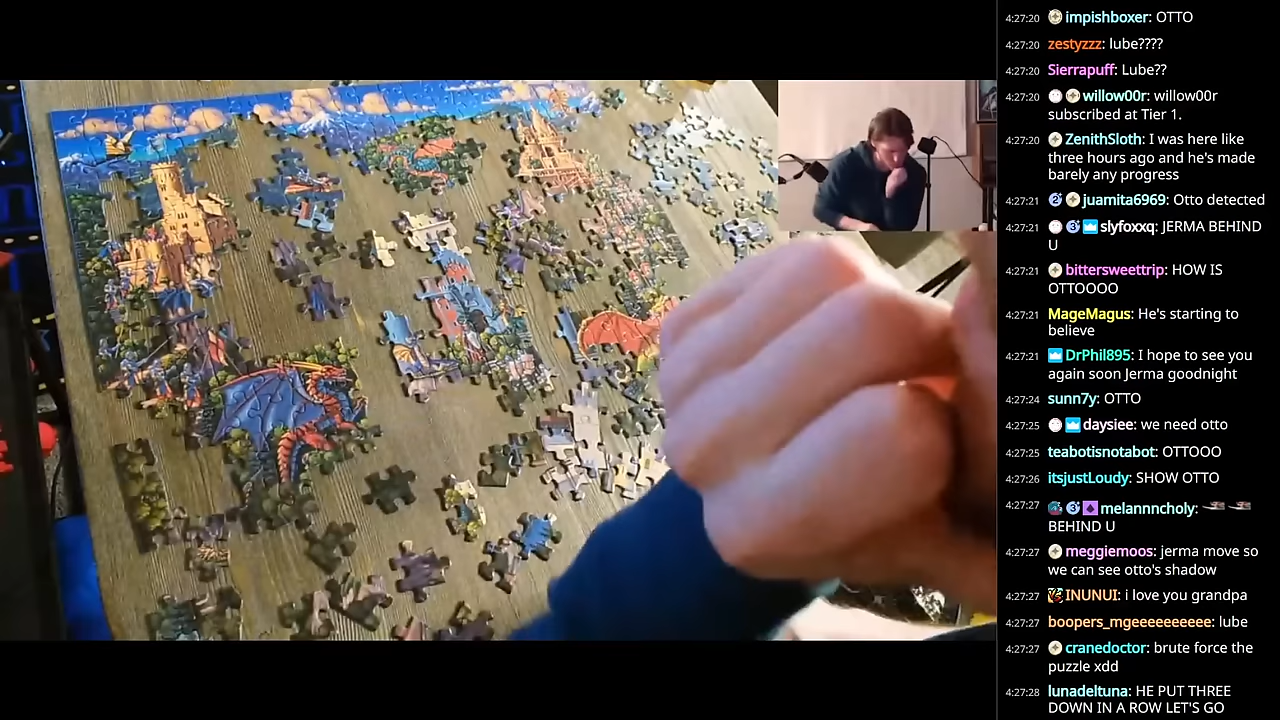 4:27:20 impishboxer: OTTO
4:27:20 zestyzzz: lube????
4:27:20 Sierrapuff: Lube??
4:27:20 willow00r: willow00r
subscribed at Tier 1.
4:27:20 ZenithSloth: I was here like
three hours ago and he's made
barely any progress
4:27:21 juamita6969: Otto detected
4:27:21 slyfoxxq: JERMA BEHIND
U
4:27:21 bittersweettrip: HOW IS
OTTOOOO
4:27:21 MageMagus: He's starting to
believe
4:27:21 DrPhil895: I hope to see you
again soon Jerma goodnight
4:27:24 sunn7y: OTTO
4:27:25 daysiee: we need otto
4:27:25 teabotisnotabot: OTTOOO
4:27:26 itsjustLoudy: SHOW OTTO
4:27:27 melannncholy:
BEHIND U
4:27:27 meggiemoos: jerma move so
we can see otto's shadow
4:27:27 INUNUI: i love you grandpa
4:27:27 boopers_mgeeeeeeeeee: lube
4:27:27 cranedoctor: brute force the
puzzle xdd
4:27:28 lunadeltuna: HE PUT THREE
DOWN IN A ROW LET'S GO